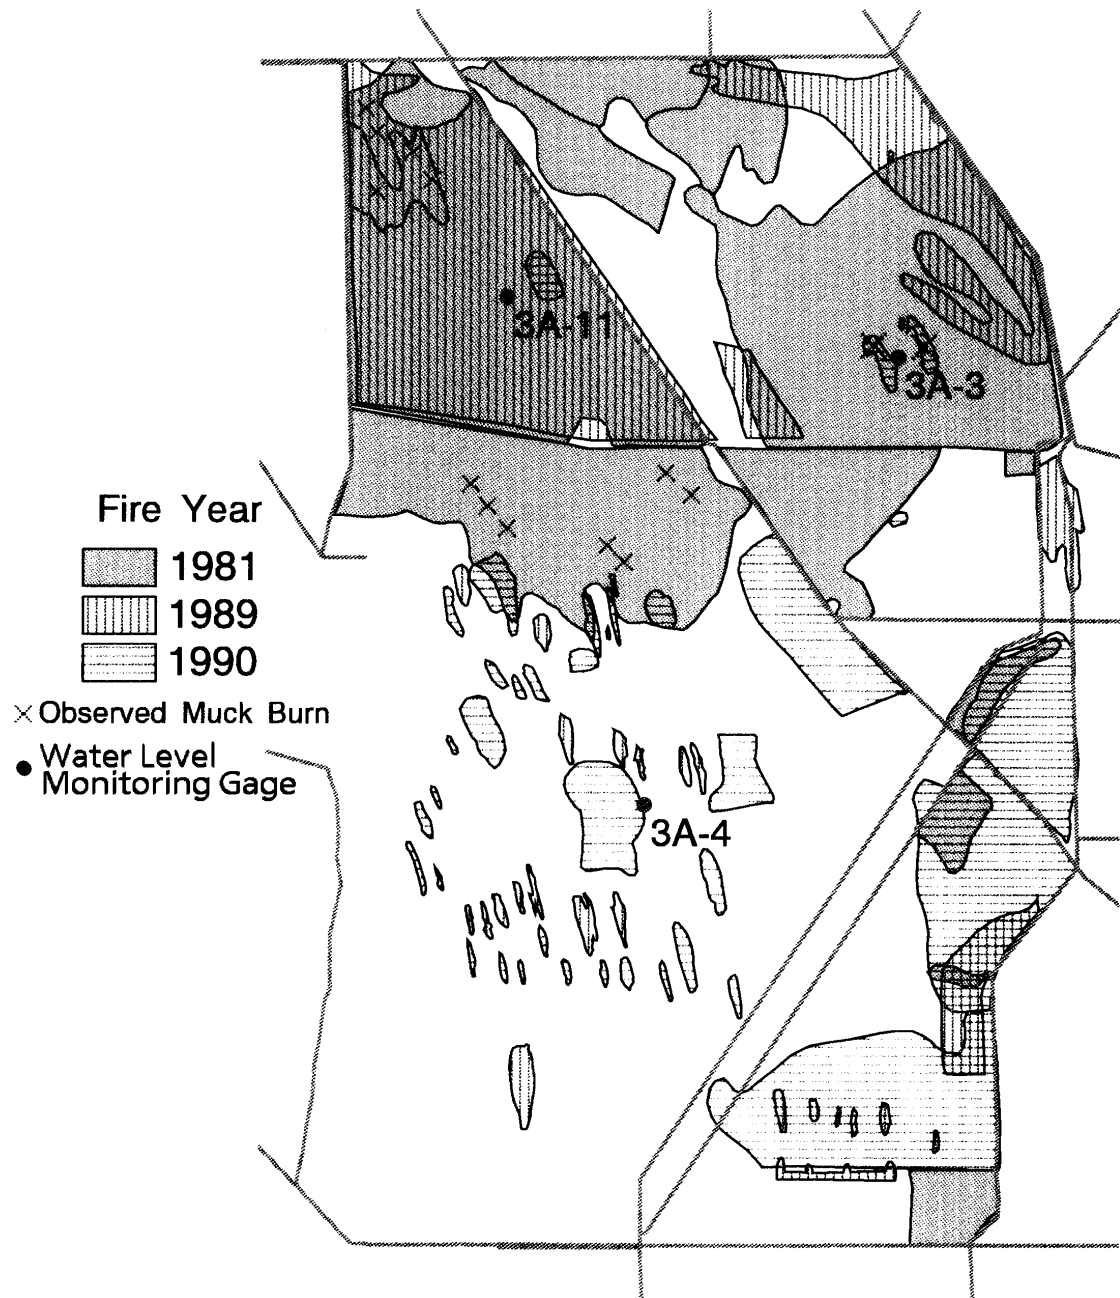 3A-11
3A-3
Fire Year
1981
1989
1990
Observed Muck Burn
Water Level
Monitoring Gage
3A-4